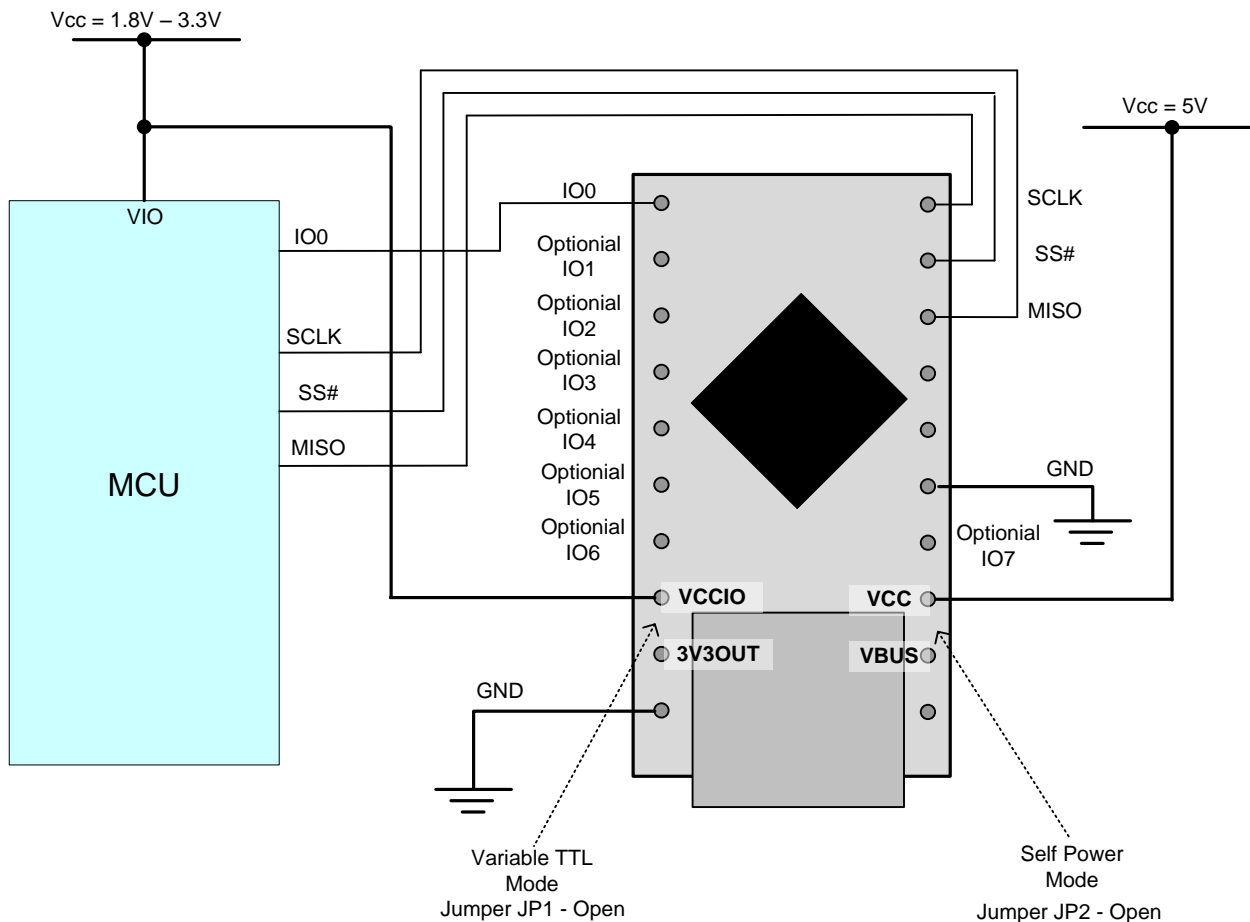 Vcc = 1.8V – 3.3V
Vcc = 5V
VIO
IO0
SCLK
SS#
MISO
MCU
IO0
Optionial
IO1
Optionial
IO2
Optionial
IO3
Optionial
IO4
Optionial
IO5
Optionial
IO6
SCLK
SS#
MISO
GND
Optionial
IO7
VCCIO
VCC
3V3OUT
VBUS
GND
Variable TTL
Mode
Jumper JP1 - Open
Self Power
Mode
Jumper JP2 - Open